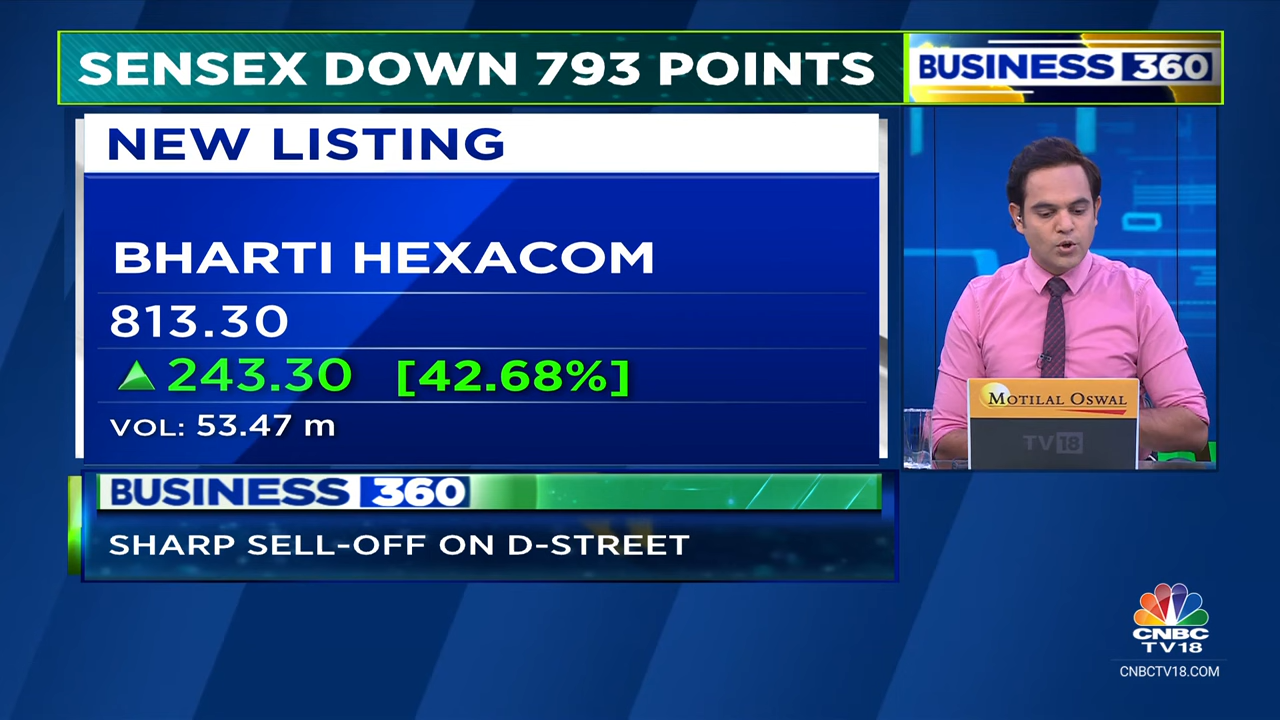 SENSEX DOWN 793 POINTS
BUSINESS 360
NEW LISTING
BHARTI HEXACOM
813.30
▲ 243.30 [42.68%]
VOL: 53.47 m
MOTILAL OSWAL
TV18
BUSINESS 360
SHARP SELL-OFF ON D-STREET
CNBC
TV18
CNBCTV18.COM